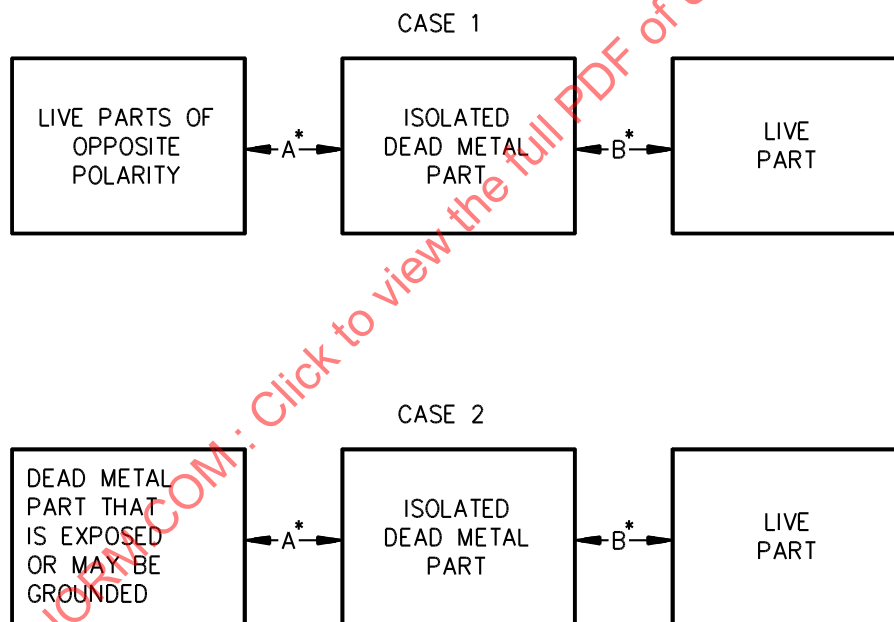 CASE 1
LIVE PARTS OF
OPPOSITE
POLARITY
A*
ISOLATED
DEAD METAL
PART
B*
LIVE
PART
CASE 2
DEAD METAL
PART THAT
IS EXPOSED
OR MAY BE
GROUNDED
A*
ISOLATED
DEAD METAL
PART
B*
LIVE
PART
NORM.COM : Click to view the full PDF of